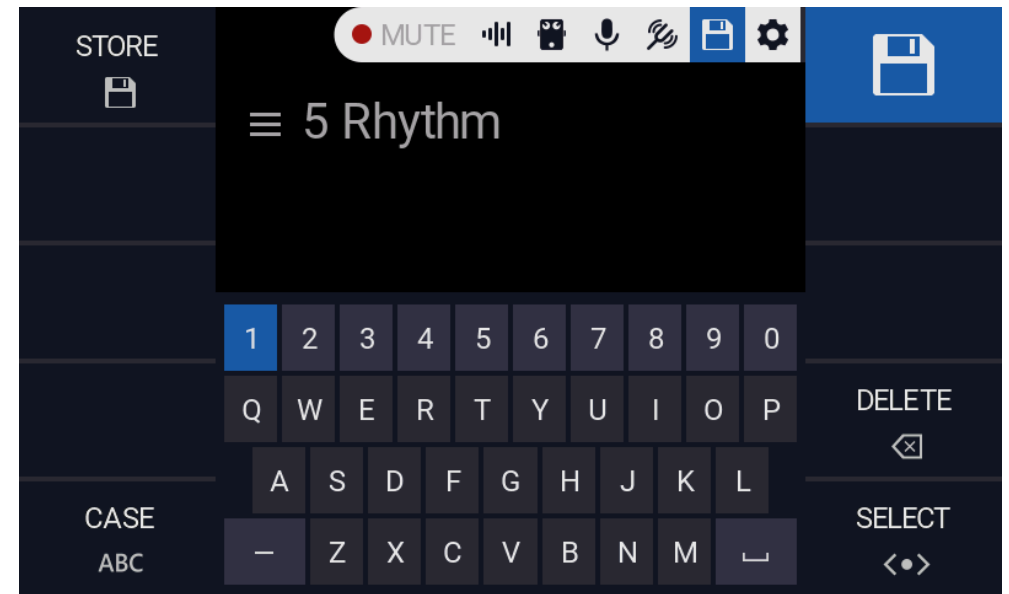 STORE
MUTE
5 Rhythm
1 2 3 4 5 6 7 8 9 0
Q W E R T Y U I O P
DELETE
A S D F G H J K L
CASE
ABC
– Z X C V B N M
SELECT